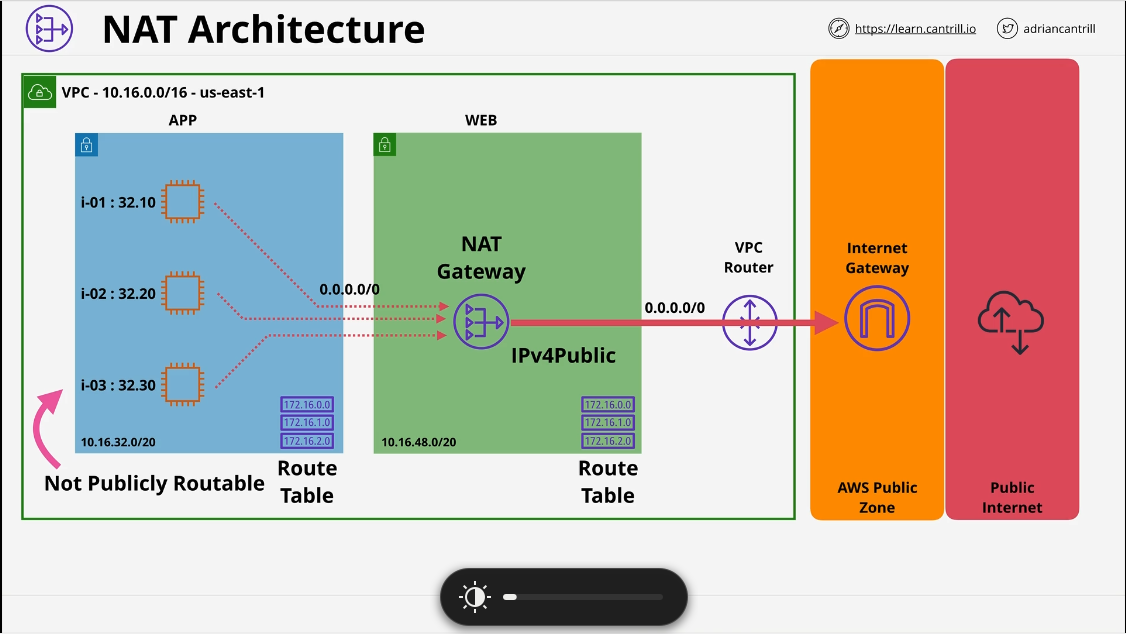 NAT Architecture
https://learn.cantrill.io
adriancantrill
VPC - 10.16.0.0/16 - us-east-1
APP
WEB
i-01 : 32.10
i-02 : 32.20
i-03 : 32.30
0.0.0.0/0
NAT
Gateway
IPv4Public
0.0.0.0/0
VPC
Router
Internet
Gateway
172.16.0.0
172.16.1.0
172.16.2.0
10.16.32.0/20
172.16.0.0
172.16.1.0
172.16.2.0
10.16.48.0/20
Not Publicly Routable
Route
Table
Route
Table
AWS Public
Zone
Public
Internet